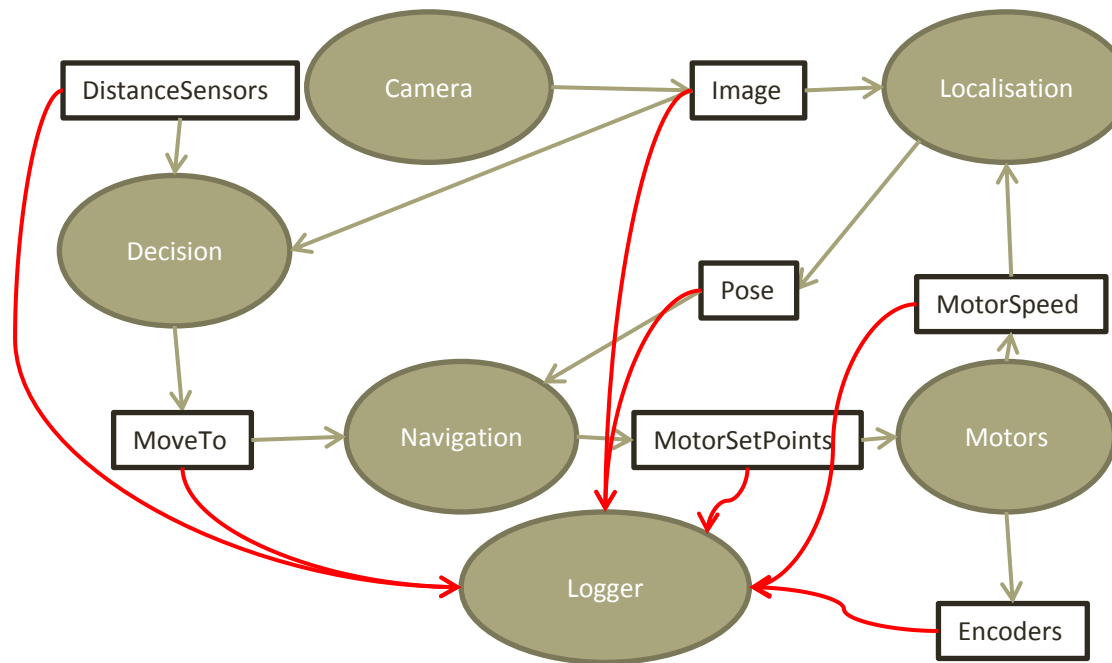 DistanceSensors
Camera
Image
Localisation
Decision
Pose
MotorSpeed
MoveTo
Navigation
MotorSetPoints
Motors
Logger
Encoders